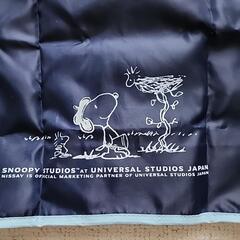 SNOOPY STUDIOS™ AT UNIVERSAL STUDIOS JAPAN
NISSAY IS OFFICIAL MARKETING PARTNER OF UNIVERSAL STUDIOS JAPAN